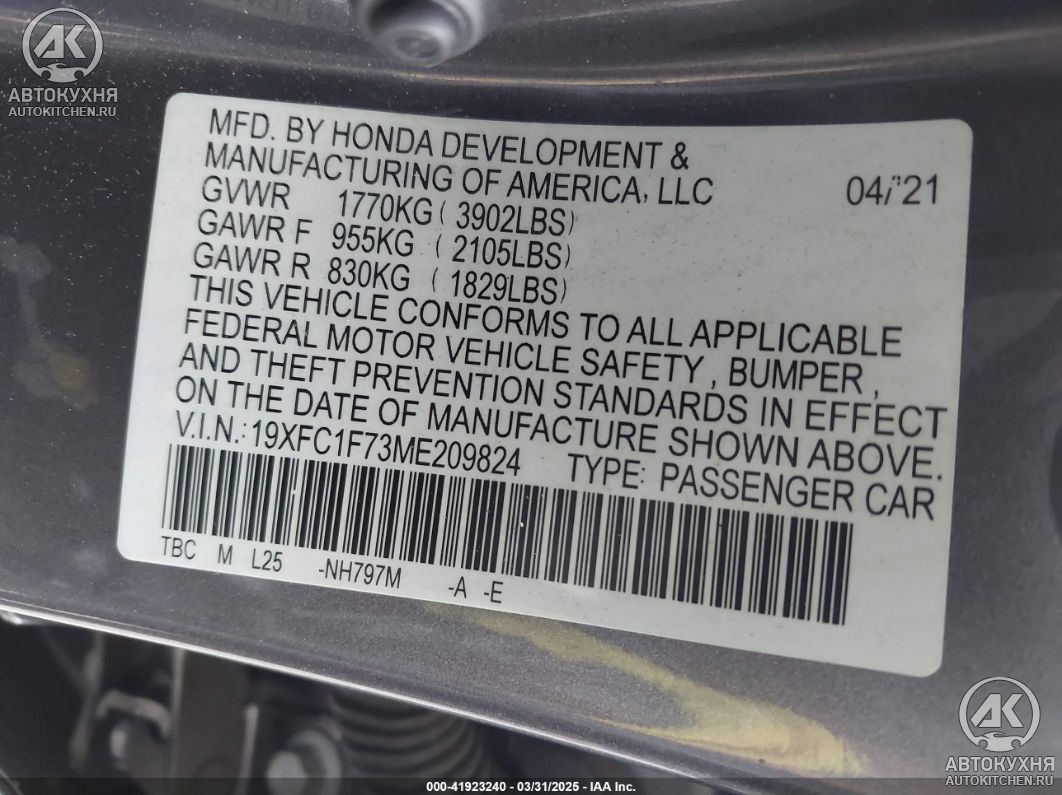 AK
АВТОКУХНЯ
AUTOKITCHEN.RU
MFD. BY HONDA DEVELOPMENT &
MANUFACTURING OF AMERICA, LLC 04/'21
GVWR 1770KG ( 3902LBS)
GAWR F 955KG ( 2105LBS)
GAWR R 830KG ( 1829LBS)
THIS VEHICLE CONFORMS TO ALL APPLICABLE
FEDERAL MOTOR VEHICLE SAFETY , BUMPER ,
AND THEFT PREVENTION STANDARDS IN EFFECT
ON THE DATE OF MANUFACTURE SHOWN ABOVE.
V.I.N.: 19XFC1F73ME209824 TYPE: PASSENGER CAR
TBC M L25 -NH797M -A -E
AK
АВТОКУХНЯ
AUTOKITCHEN.RU
000-41923240 - 03/31/2025 - IAA Inc.